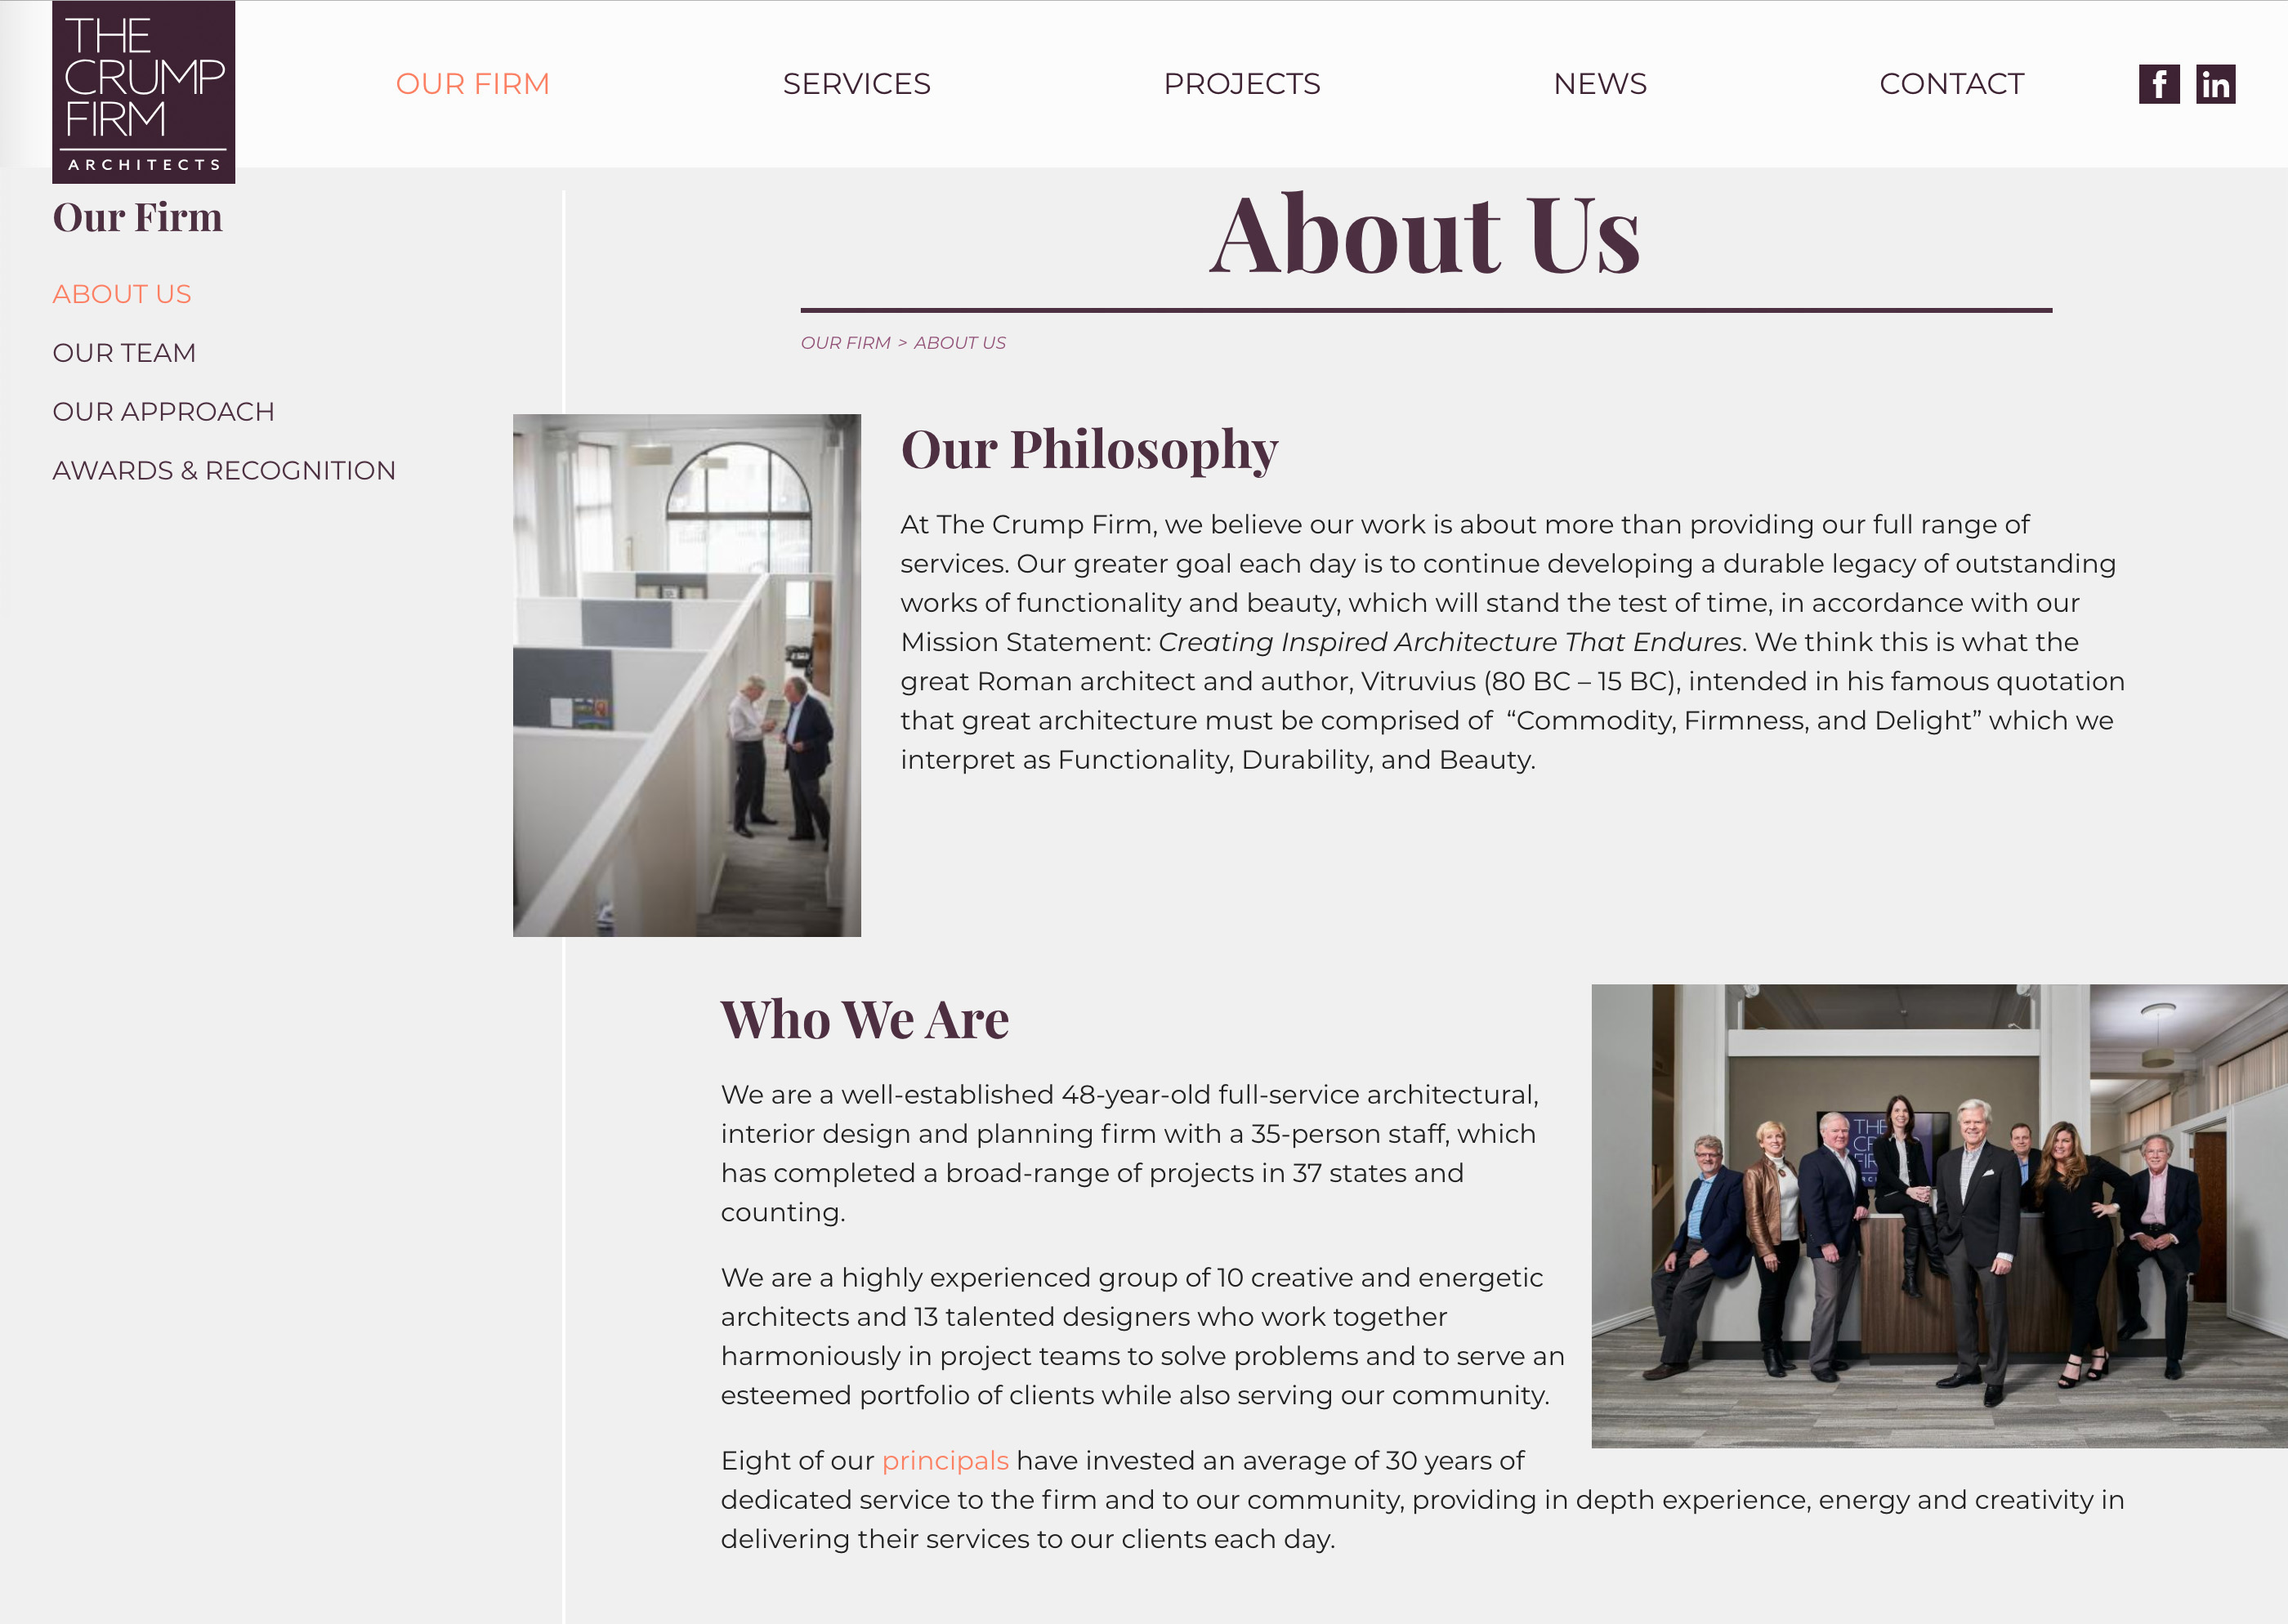 THE
CRUMP
FIRM
ARCHITECTS
OUR FIRM
SERVICES
PROJECTS
NEWS
CONTACT
f
in
Our Firm
ABOUT US
OUR TEAM
OUR APPROACH
AWARDS & RECOGNITION
About Us
OUR FIRM > ABOUT US
Our Philosophy
At The Crump Firm, we believe our work is about more than providing our full range of
services. Our greater goal each day is to continue developing a durable legacy of outstanding
works of functionality and beauty, which will stand the test of time, in accordance with our
Mission Statement: Creating Inspired Architecture That Endures. We think this is what the
great Roman architect and author, Vitruvius (80 BC – 15 BC), intended in his famous quotation
that great architecture must be comprised of “Commodity, Firmness, and Delight” which we
interpret as Functionality, Durability, and Beauty.
Who We Are
We are a well-established 48-year-old full-service architectural,
interior design and planning firm with a 35-person staff, which
has completed a broad-range of projects in 37 states and
counting.
We are a highly experienced group of 10 creative and energetic
architects and 13 talented designers who work together
harmoniously in project teams to solve problems and to serve an
esteemed portfolio of clients while also serving our community.
Eight of our principals have invested an average of 30 years of
dedicated service to the firm and to our community, providing in depth experience, energy and creativity in
delivering their services to our clients each day.
THE